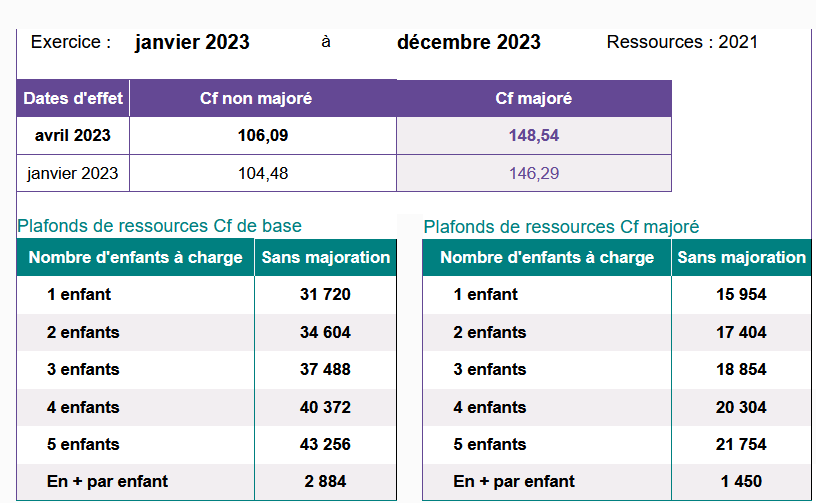 Exercice : janvier 2023 à décembre 2023 Ressources : 2021
Dates d'effet Cf non majoré Cf majoré
avril 2023 106,09 148,54
janvier 2023 104,48 146,29
Plafonds de ressources Cf de base
Nombre d'enfants à charge Sans majoration
1 enfant 31 720
2 enfants 34 604
3 enfants 37 488
4 enfants 40 372
5 enfants 43 256
En + par enfant 2 884
Plafonds de ressources Cf majoré
Nombre d'enfants à charge Sans majoration
1 enfant 15 954
2 enfants 17 404
3 enfants 18 854
4 enfants 20 304
5 enfants 21 754
En + par enfant 1 450